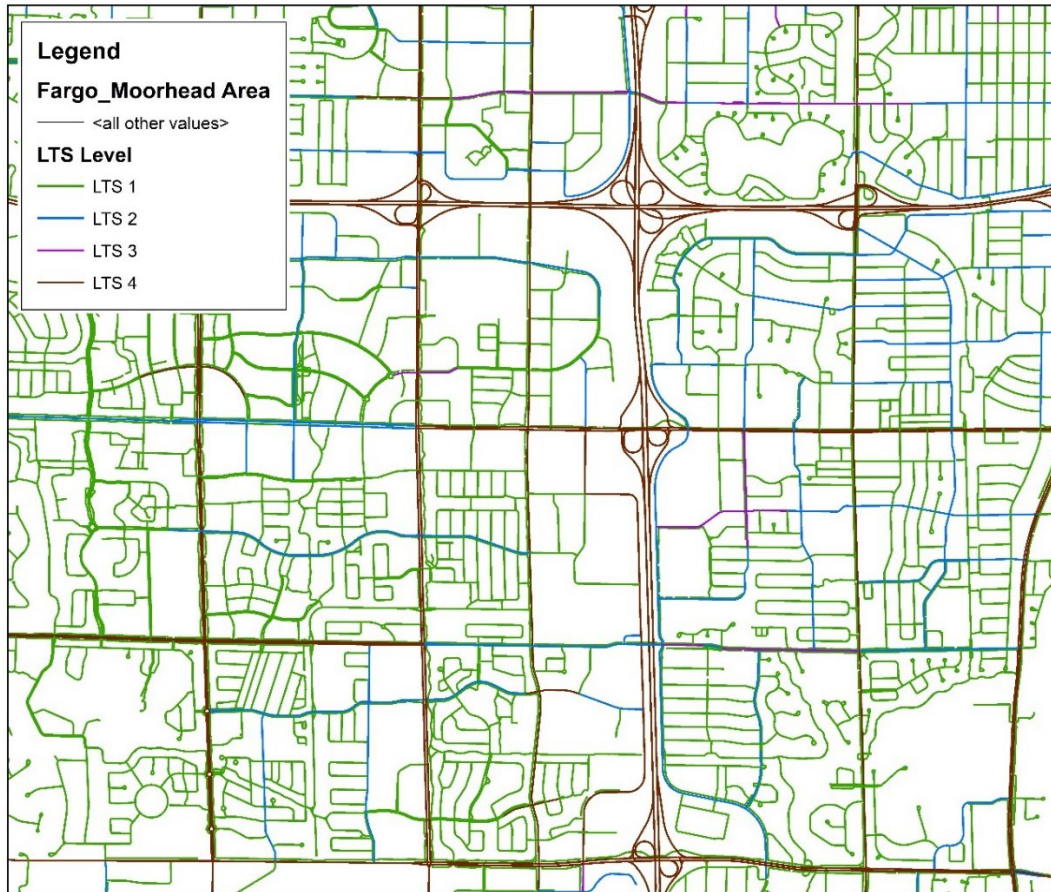 Legend
Fargo_Moorhead Area
<all other values>
LTS Level
LTS 1
LTS 2
LTS 3
LTS 4